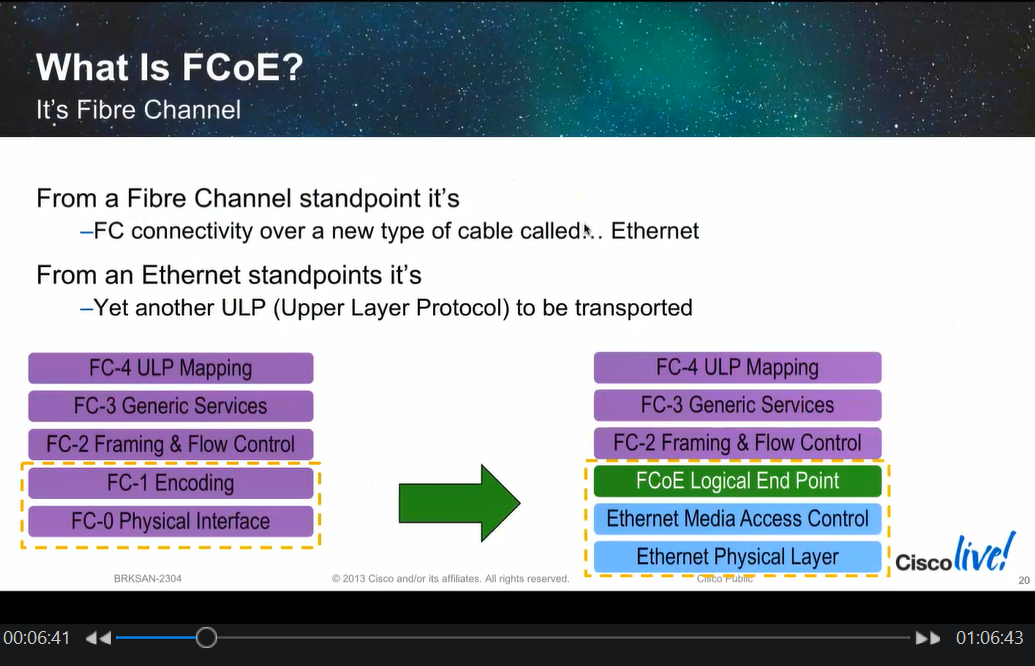 What Is FCoE?
It's Fibre Channel
From a Fibre Channel standpoint it's
–FC connectivity over a new type of cable called… Ethernet
From an Ethernet standpoints it's
–Yet another ULP (Upper Layer Protocol) to be transported
FC-4 ULP Mapping
FC-3 Generic Services
FC-2 Framing & Flow Control
FC-1 Encoding
FC-0 Physical Interface
FC-4 ULP Mapping
FC-3 Generic Services
FC-2 Framing & Flow Control
FCoE Logical End Point
Ethernet Media Access Control
Ethernet Physical Layer
Cisco live!
BRKSAN-2304
© 2013 Cisco and/or its affiliates. All rights reserved.
Cisco Public
20
00:06:41
01:06:43